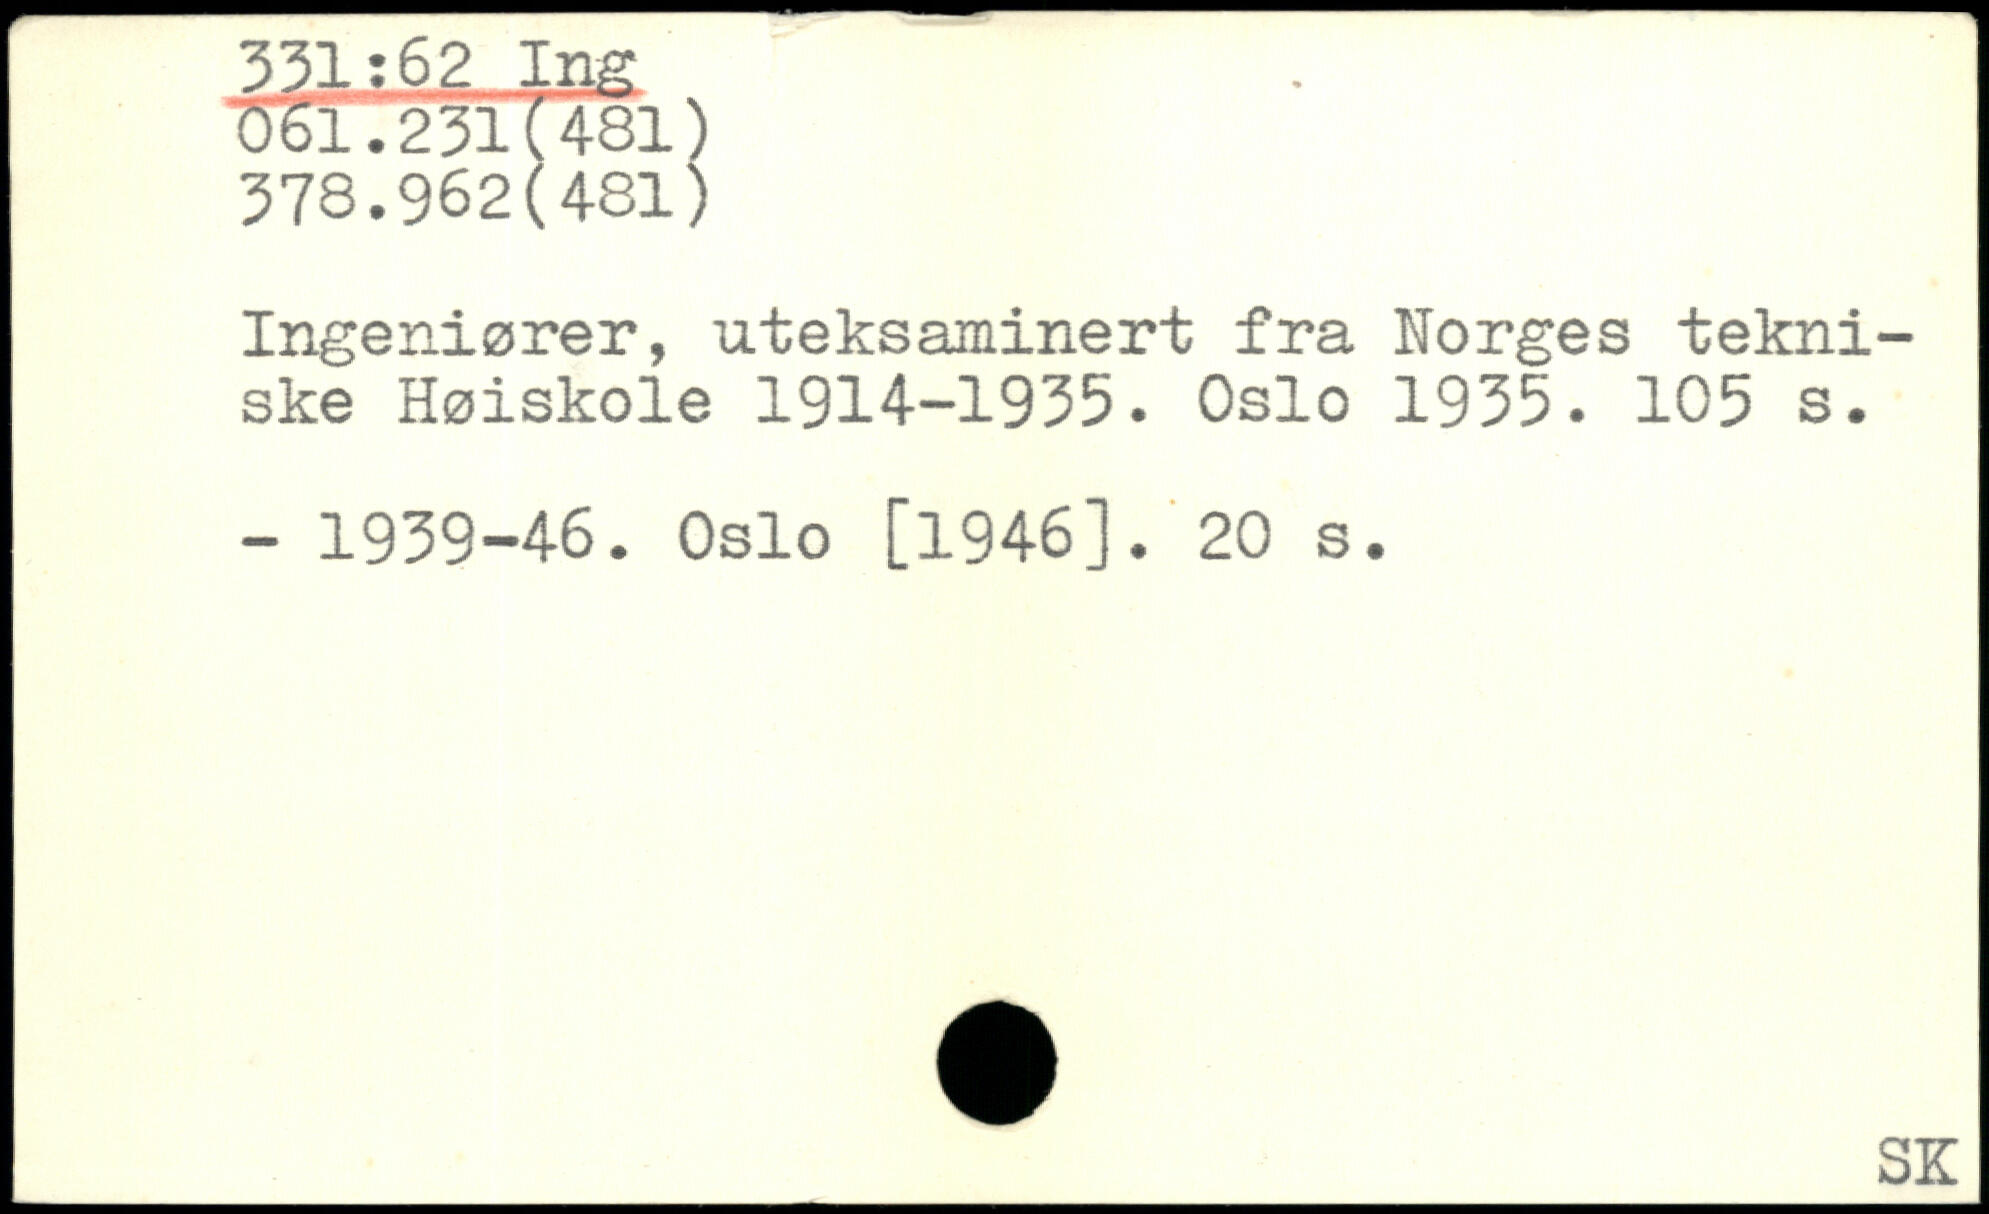 331:62 Ing
061.231(481)
378.962(481)
Ingeniører, uteksaminert fra Norges tekni-
ske Høiskole 1914-1935. Oslo 1935. 105 s.
- 1939-46. Oslo [1946]. 20 s.
SK